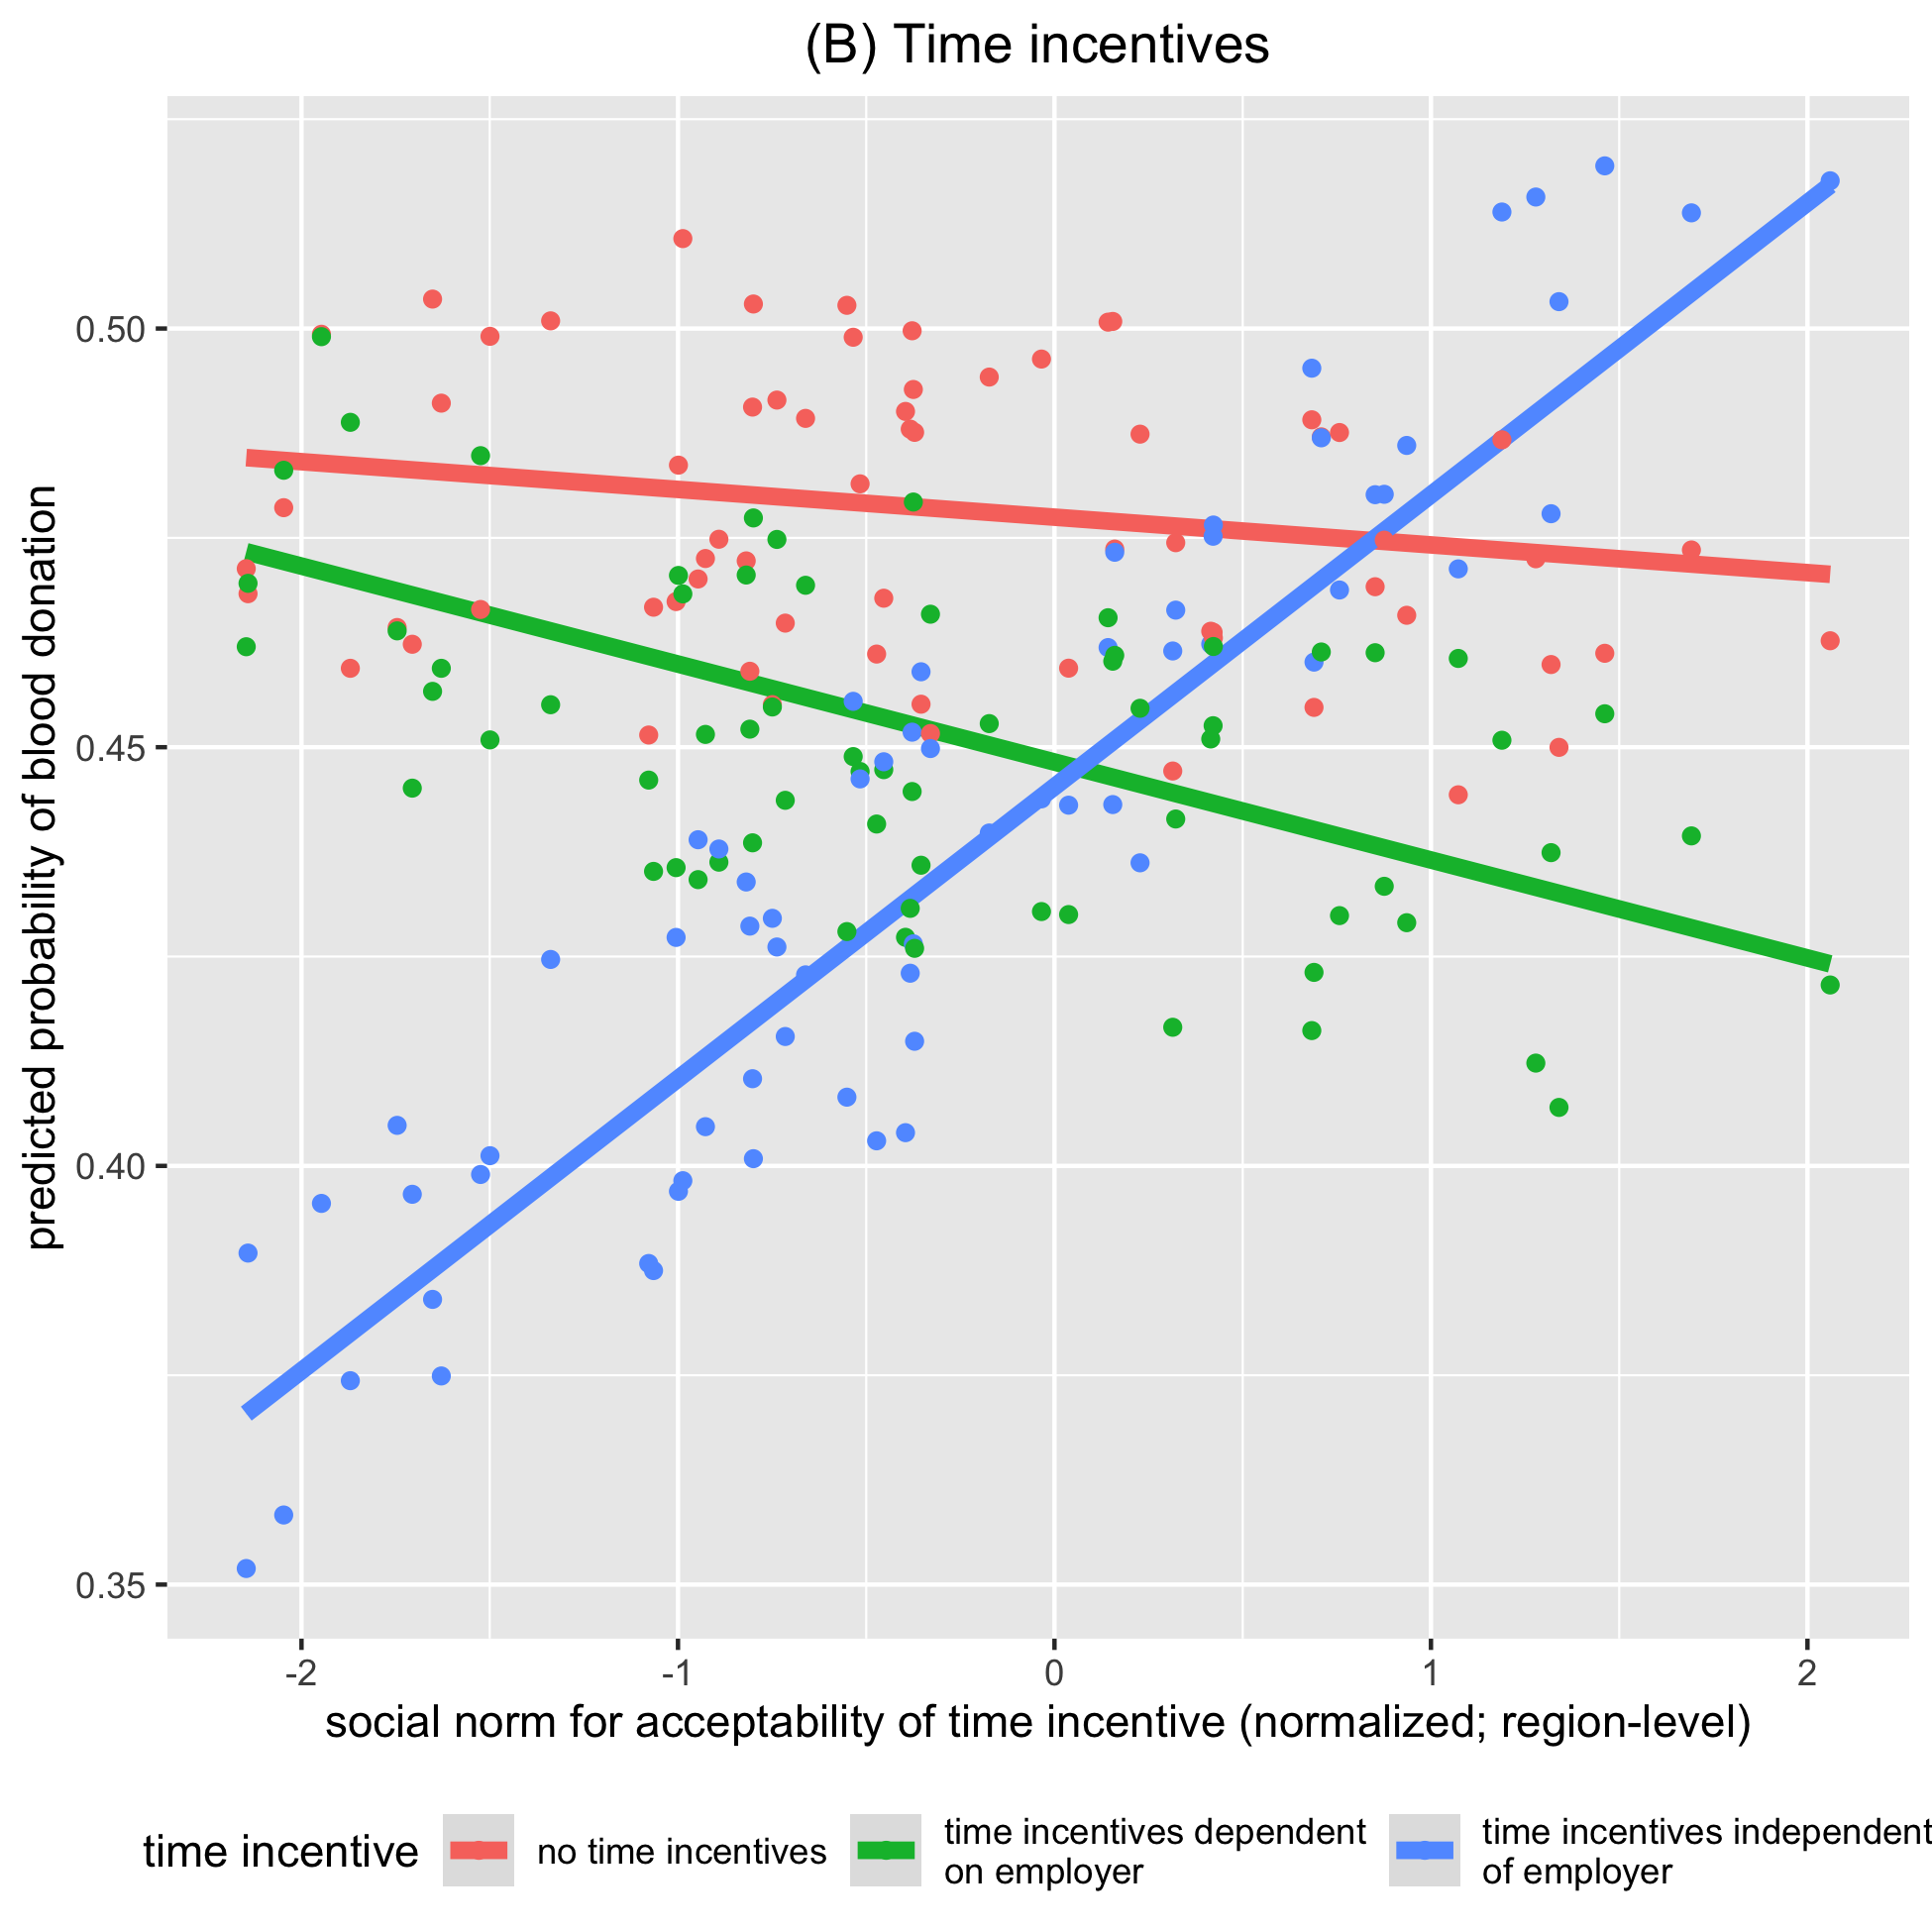 (B) Time incentives
predicted probability of blood donation
0.50
0.45
0.40
0.35
-2 -1 0 1 2
social norm for acceptability of time incentive (normalized; region-level)
time incentive
no time incentives
time incentives dependent
on employer
time incentives independent
of employer